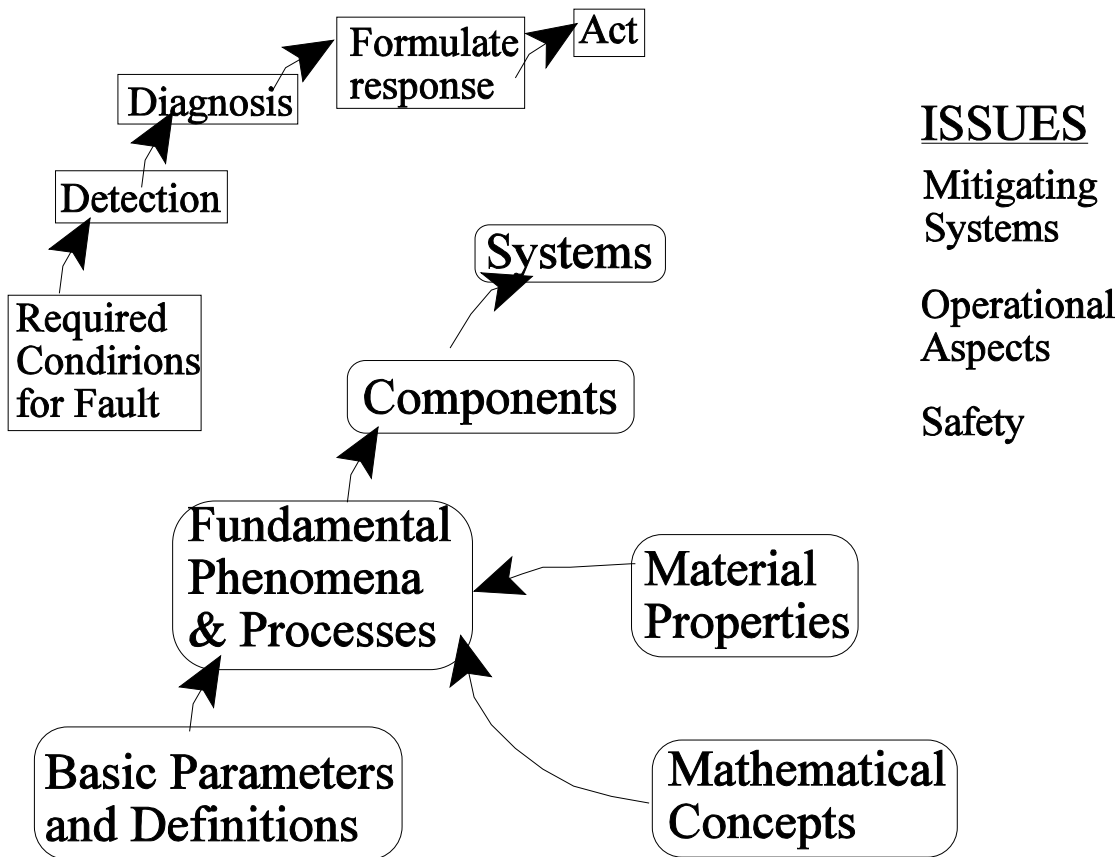 Formulate
response
Act
Diagnosis
Detection
Required
Condirions
for Fault
Systems
Components
Fundamental
Phenomena
& Processes
Material
Properties
Basic Parameters
and Definitions
Mathematical
Concepts
ISSUES
Mitigating
Systems
Operational
Aspects
Safety